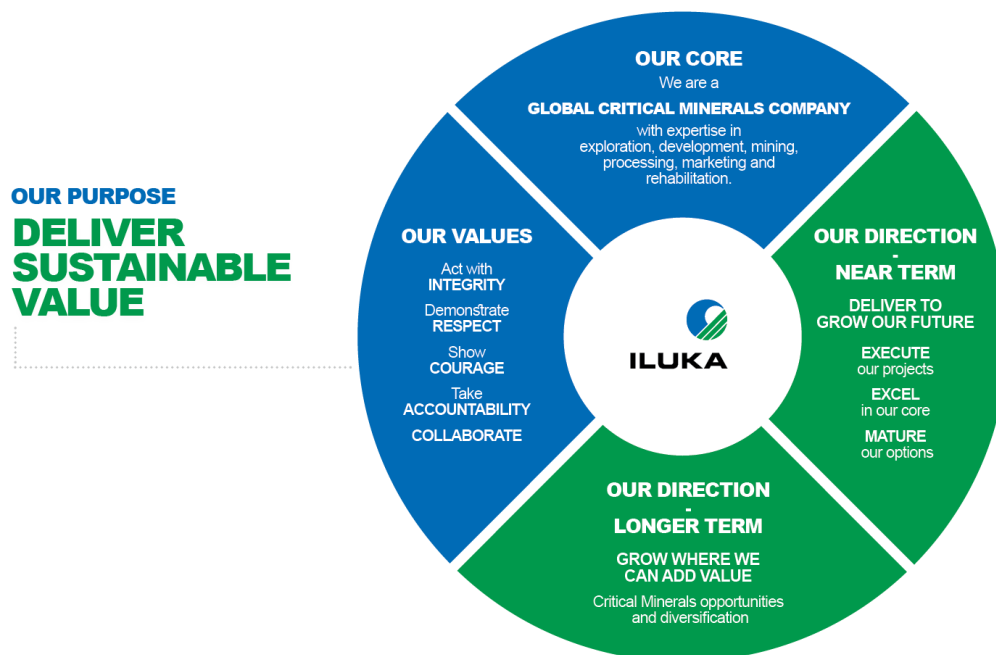 OUR PURPOSE
DELIVER
SUSTAINABLE
VALUE
OUR CORE
We are a
GLOBAL CRITICAL MINERALS COMPANY
with expertise in
exploration, development, mining,
processing, marketing and
rehabilitation.
OUR VALUES
Act with
INTEGRITY
Demonstrate
RESPECT
Show
COURAGE
Take
ACCOUNTABILITY
COLLABORATE
ILUKA
OUR DIRECTION
-
NEAR TERM
DELIVER TO
GROW OUR FUTURE
EXECUTE
our projects
EXCEL
in our core
MATURE
our options
OUR DIRECTION
-
LONGER TERM
GROW WHERE WE
CAN ADD VALUE
Critical Minerals opportunities
and diversification